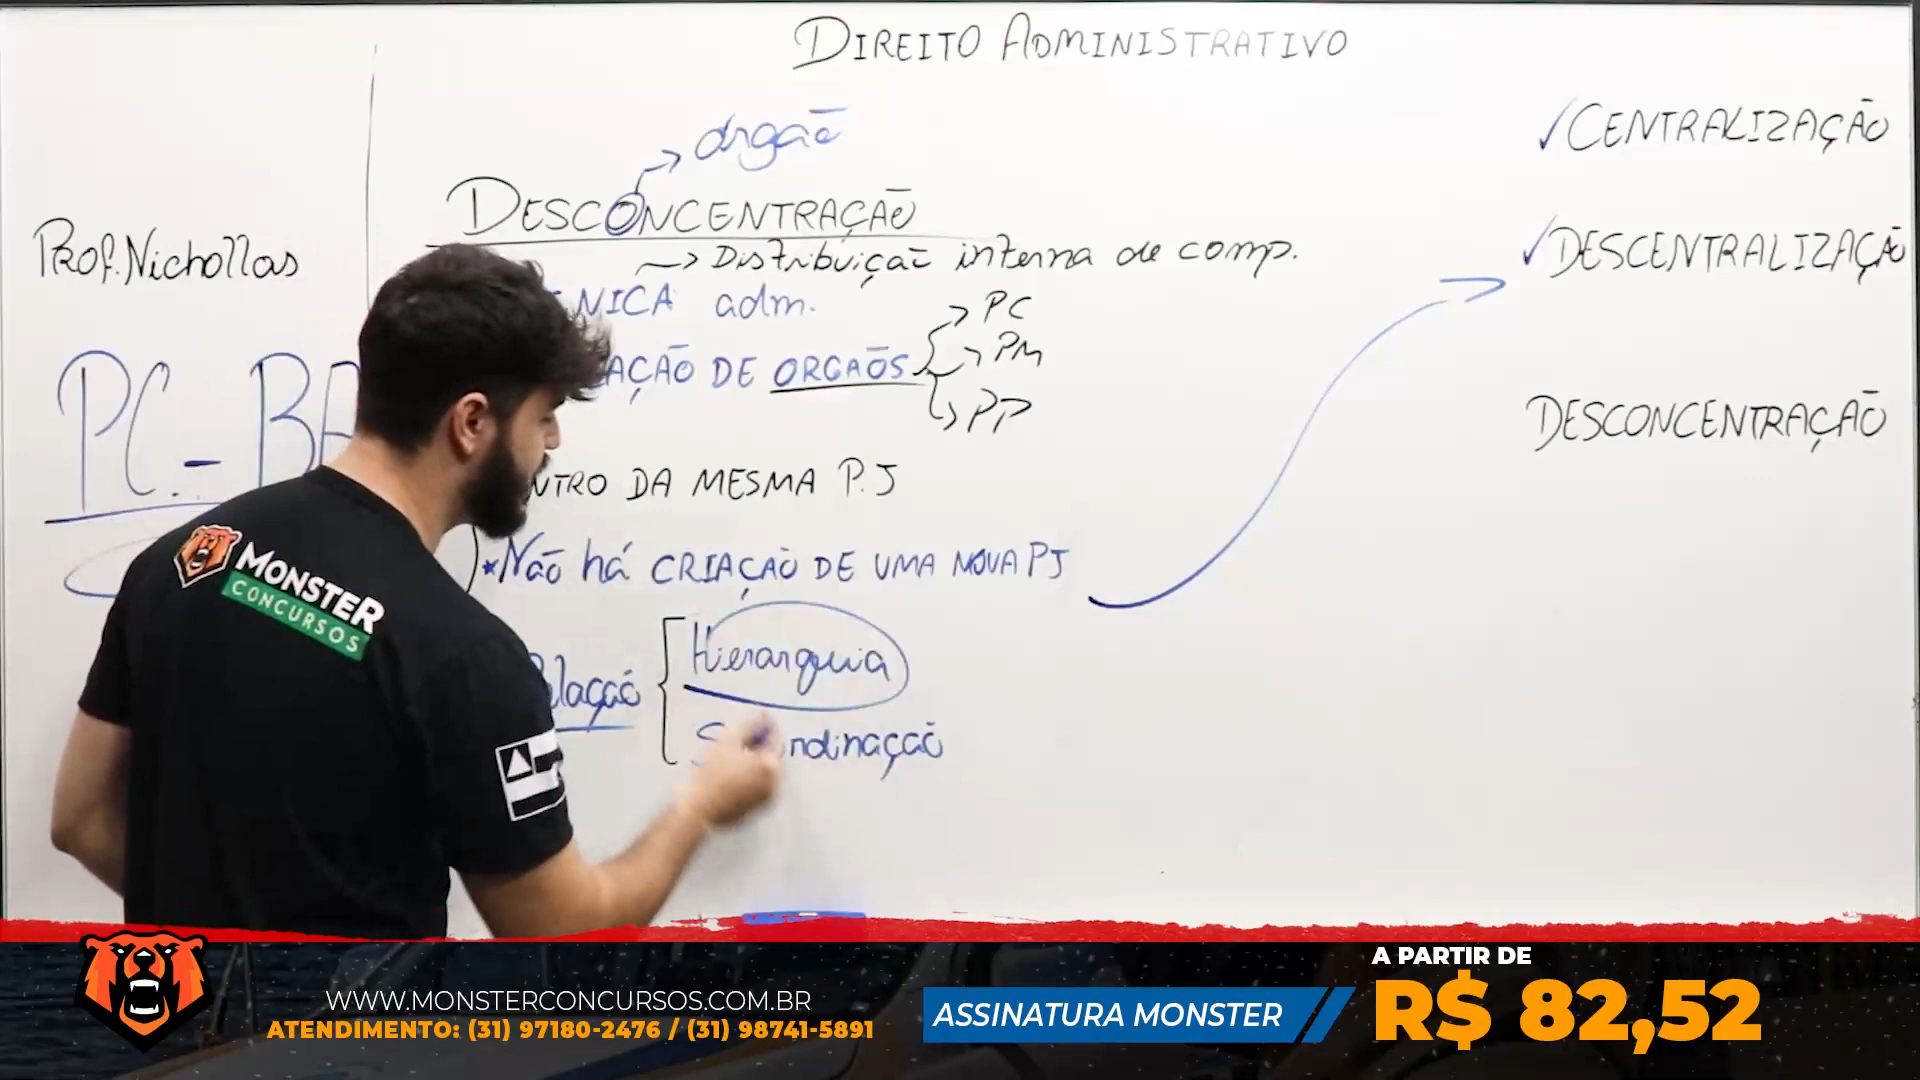 DIREITO ADMINISTRATIVO
órgão
DESCONCENTRAÇÃO
Distribuição interna de comp.
NICA adm.
PC
PM
PP
AÇÃO DE ORGÃOS
NTRO DA MESMA P.J
*Não há CRIAÇÃO DE UMA NOVA PJ
lação
Hierarquia
S ndinação
Prof. Nichollas
PC - BA
✓CENTRALIZAÇÃO
✓DESCENTRALIZAÇÃO
DESCONCENTRAÇÃO
MONSTER
CONCURSOS
WWW.MONSTERCONCURSOS.COM.BR
ATENDIMENTO: (31) 97180-2476 / (31) 98741-5891
ASSINATURA MONSTER
A PARTIR DE
R$ 82,52